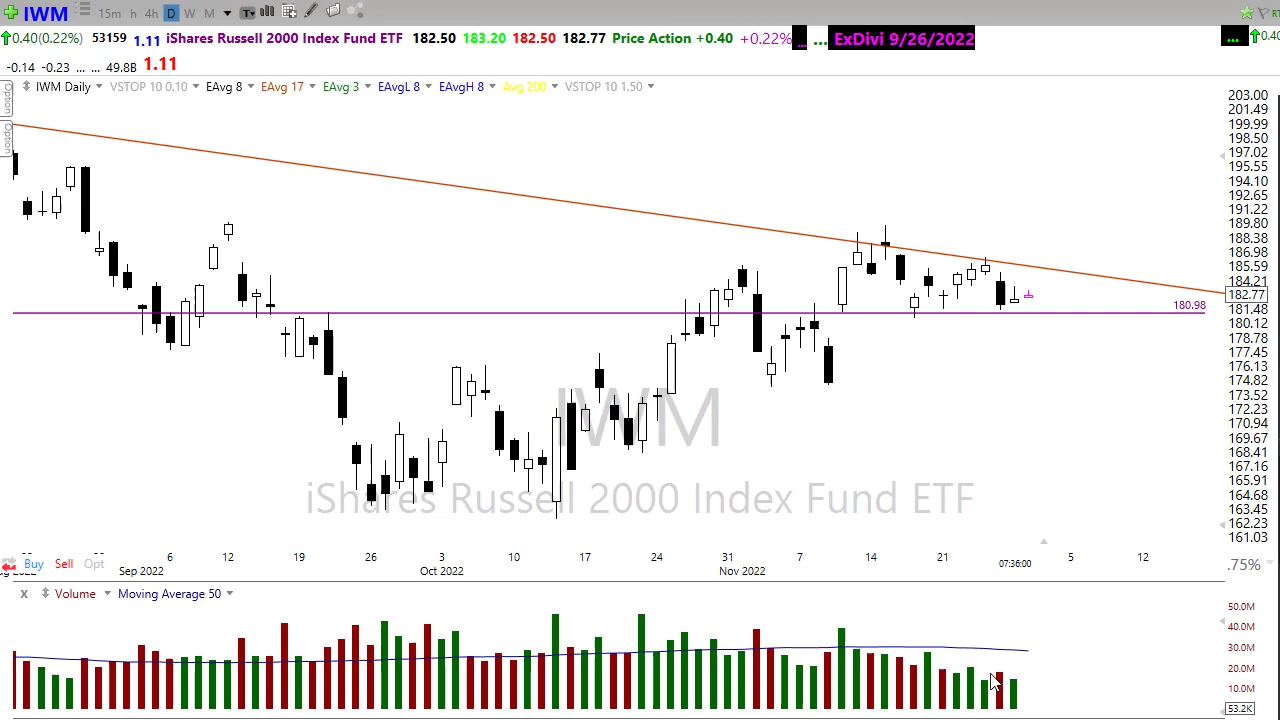 IWM 15m h 4h D W M T
0.40(0.22%) 53159 1.11 iShares Russell 2000 Index Fund ETF 182.50 183.20 182.50 182.77 Price Action +0.40 +0.22% ... ... ExDivi 9/26/2022 ... 0.40
-0.14 -0.23 ... ... 49.88 1.11
IWM Daily VSTOP 10 0.10 EAvg 8 EAvg 17 EAvg 3 EAvgL 8 EAvgH 8 Avg 200 VSTOP 10 1.50
Option
Option
203.00
201.49
199.99
198.50
197.02
195.55
194.10
192.65
191.22
189.80
188.38
186.98
185.59
184.21
182.77
180.98
181.48
180.12
178.78
177.45
176.13
174.82
173.52
172.23
170.94
169.67
168.41
167.16
165.91
164.68
163.45
162.23
161.03
IWM
iShares Russell 2000 Index Fund ETF
6 12 19 26 3 10 17 24 31 7 14 21 5 12
Buy Sell Opt 07:36:00 .75%
Sep 2022 Oct 2022 Nov 2022
x Volume Moving Average 50
50.0M
40.0M
30.0M
20.0M
10.0M
53.2K